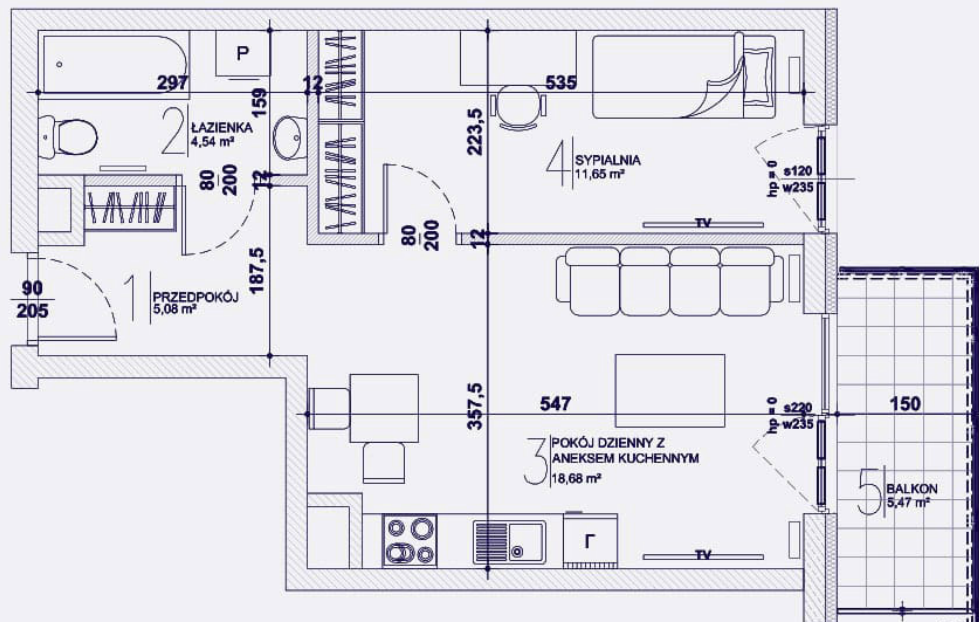 P
297
12
159
2
ŁAZIENKA
4,54 m²
80
200
12
535
223,5
4
SYPIALNIA
11,65 m²
hp = 0
s120
w235
TV
80
200
12
90
205
1
PRZEDPOKÓJ
5,08 m²
187,5
357,5
547
hp = 0
s220
w235
150
3
POKÓJ DZIENNY Z
ANEKSEM KUCHENNYM
18,68 m²
5
BALKON
5,47 m²
Γ
TV